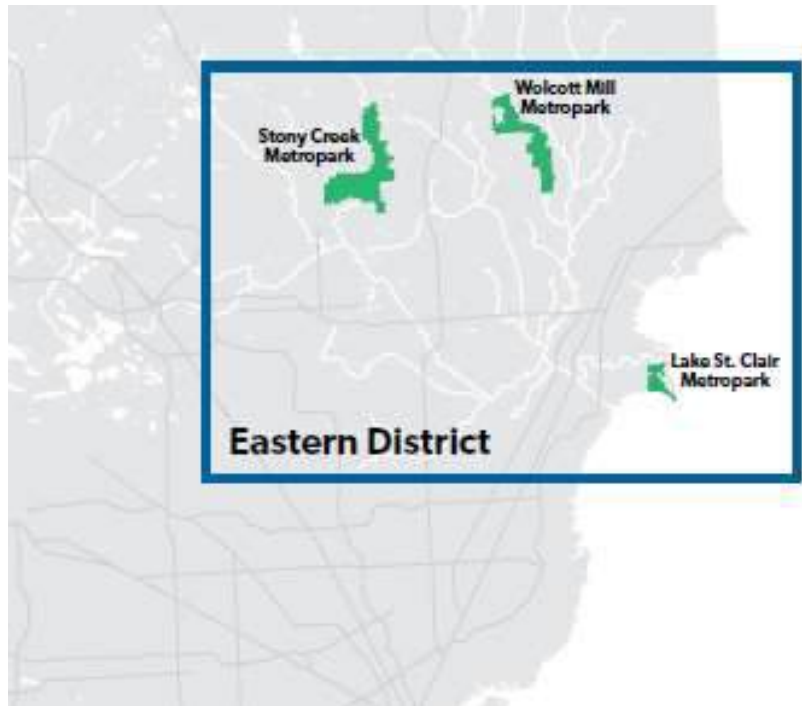 Wolcott Mill
Metropark
Stony Creek
Metropark
Lake St. Clair
Metropark
Eastern District